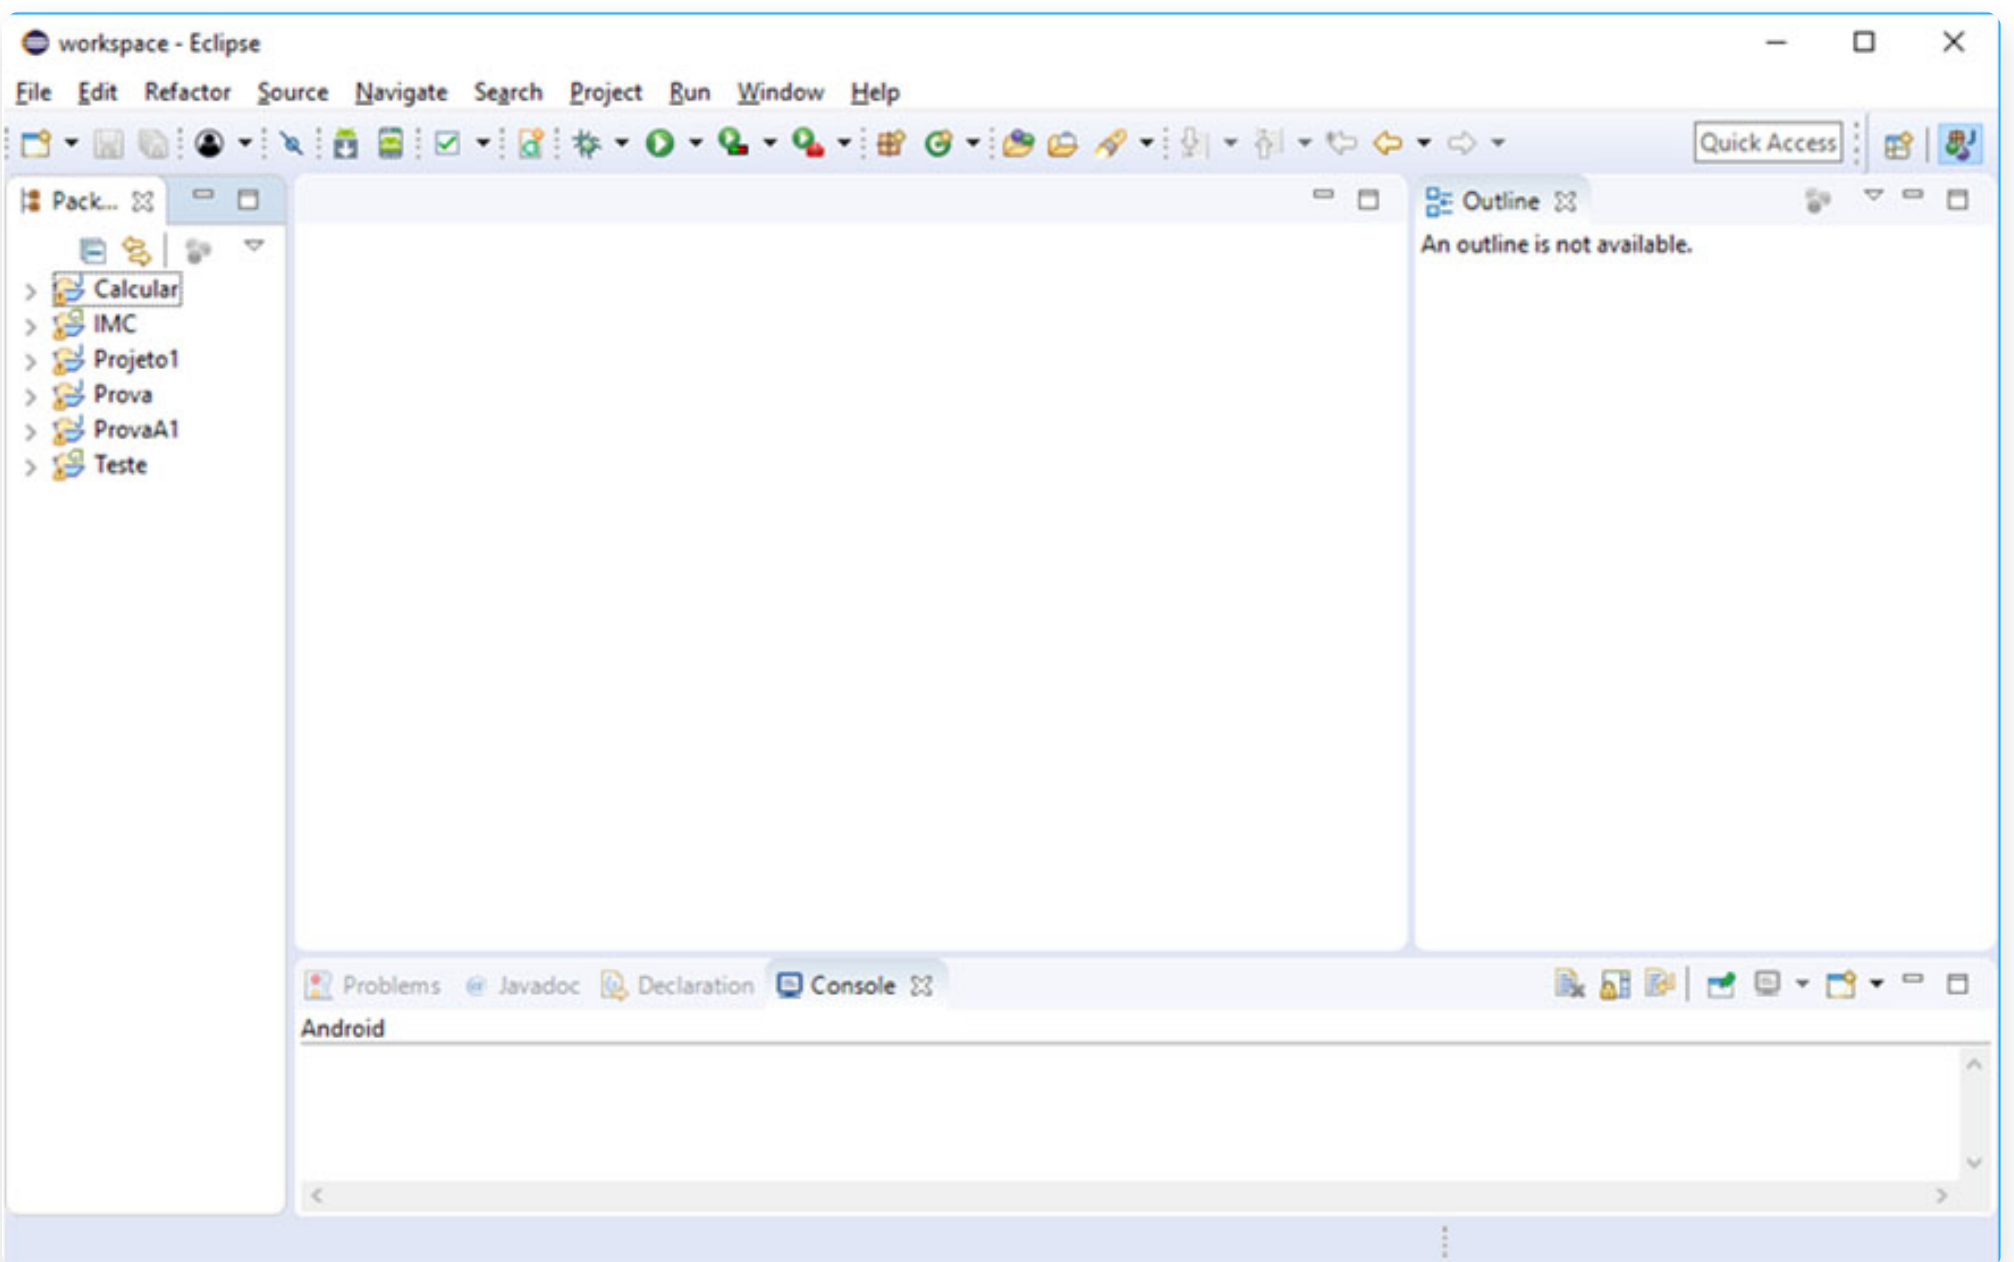 workspace - Eclipse
File Edit Refactor Source Navigate Search Project Run Window Help
Quick Access
Pack...
Calcular
IMC
Projeto1
Prova
ProvaA1
Teste
Outline
An outline is not available.
Problems Javadoc Declaration Console
Android